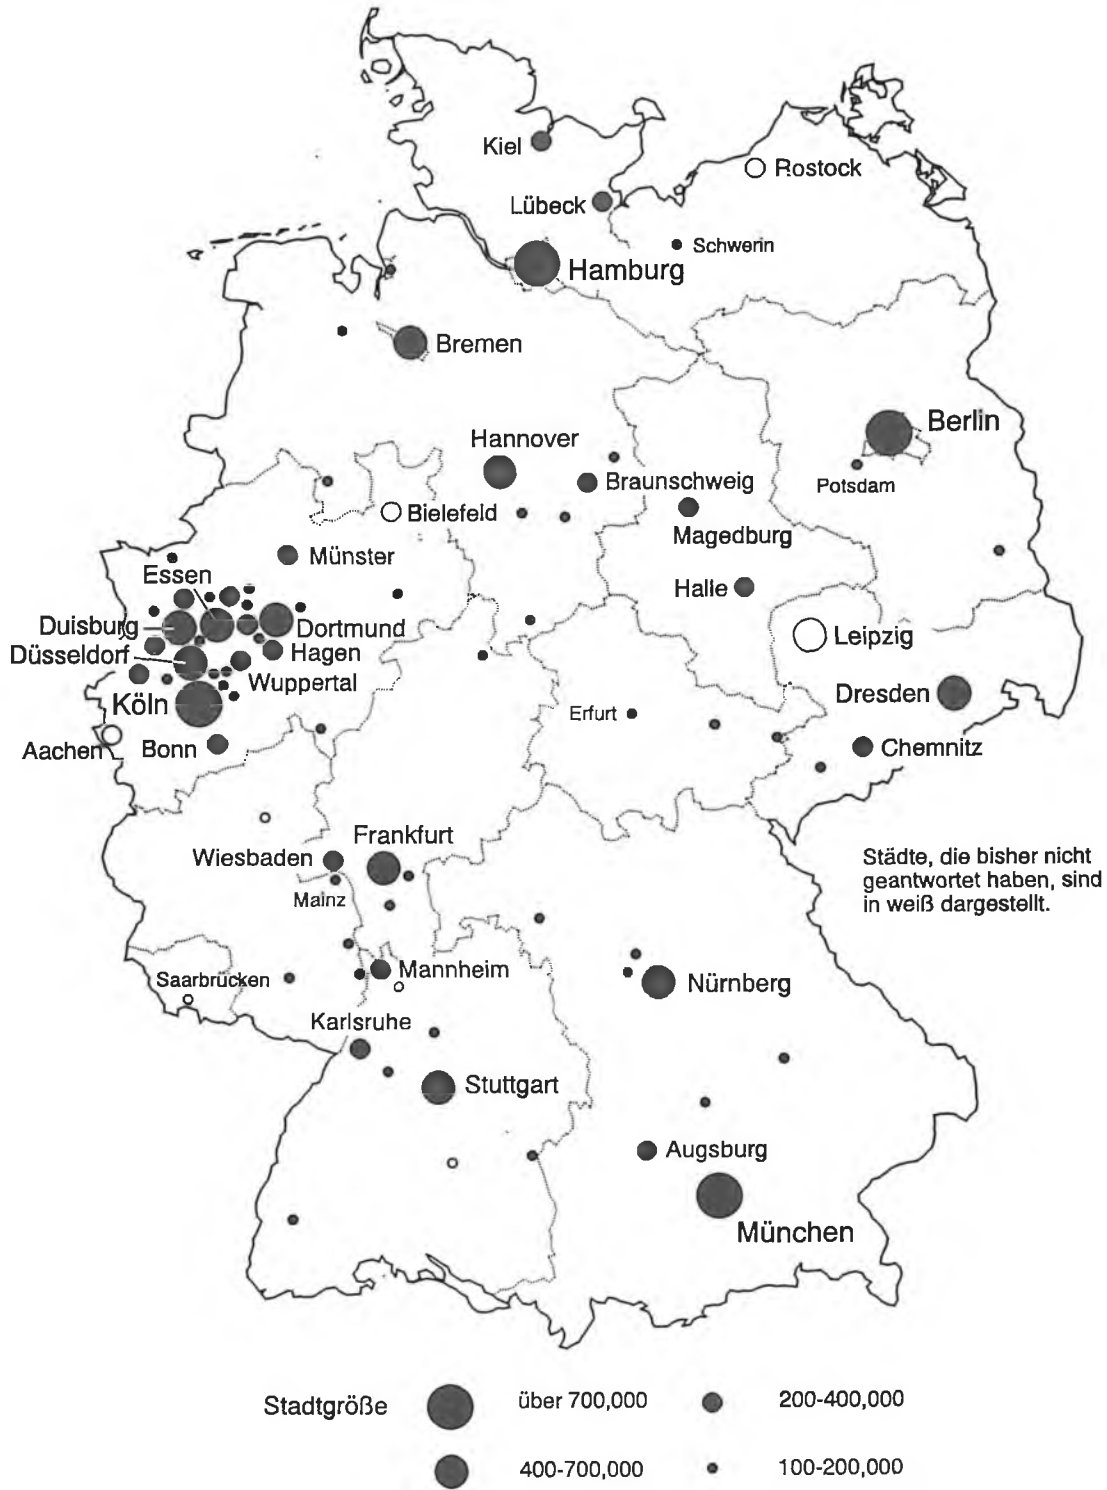 Kiel
Rostock
Lübeck
Schwerin
Hamburg
Bremen
Berlin
Hannover
Braunschweig
Potsdam
Bielefeld
Magedburg
Münster
Essen
Halle
Duisburg
Dortmund
Leipzig
Düsseldorf
Hagen
Wuppertal
Köln
Dresden
Erfurt
Aachen
Bonn
Chemnitz
Frankfurt
Wiesbaden
Mainz
Städte, die bisher nicht
geantwortet haben, sind
in weiß dargestellt.
Mannheim
Saarbrücken
Nürnberg
Karlsruhe
Stuttgart
Augsburg
München
Stadtgröße
über 700,000
200-400,000
400-700,000
100-200,000